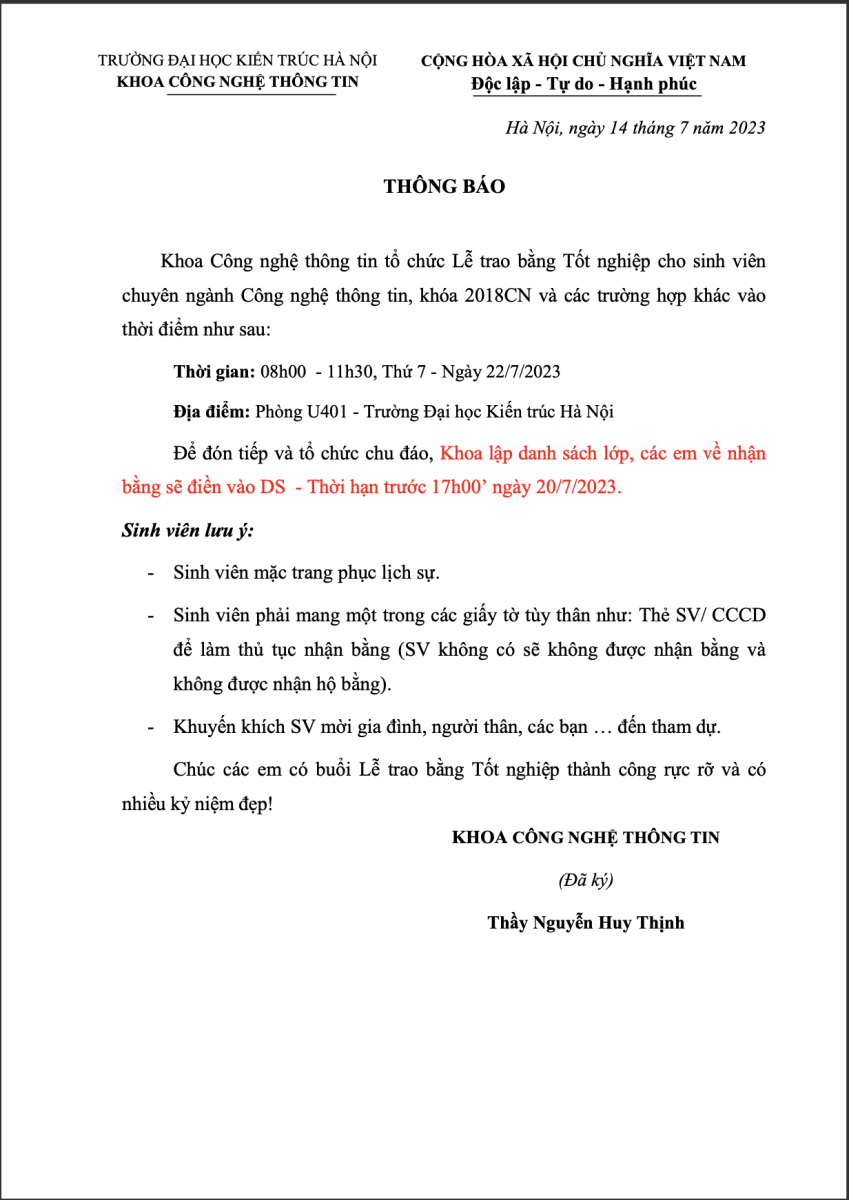 TRƯỜNG ĐẠI HỌC KIẾN TRÚC HÀ NỘI
KHOA CÔNG NGHỆ THÔNG TIN
CỘNG HÒA XÃ HỘI CHỦ NGHĨA VIỆT NAM
Độc lập - Tự do - Hạnh phúc
Hà Nội, ngày 14 tháng 7 năm 2023
THÔNG BÁO
Khoa Công nghệ thông tin tổ chức Lễ trao bằng Tốt nghiệp cho sinh viên
chuyên ngành Công nghệ thông tin, khóa 2018CN và các trường hợp khác vào
thời điểm như sau:
Thời gian: 08h00 - 11h30, Thứ 7 - Ngày 22/7/2023
Địa điểm: Phòng U401 - Trường Đại học Kiến trúc Hà Nội
Để đón tiếp và tổ chức chu đáo, Khoa lập danh sách lớp, các em về nhận
bằng sẽ điền vào DS - Thời hạn trước 17h00’ ngày 20/7/2023.
Sinh viên lưu ý:
- Sinh viên mặc trang phục lịch sự.
- Sinh viên phải mang một trong các giấy tờ tùy thân như: Thẻ SV/ CCCD
để làm thủ tục nhận bằng (SV không có sẽ không được nhận bằng và
không được nhận hộ bằng).
- Khuyến khích SV mời gia đình, người thân, các bạn … đến tham dự.
Chúc các em có buổi Lễ trao bằng Tốt nghiệp thành công rực rỡ và có
nhiều kỷ niệm đẹp!
KHOA CÔNG NGHỆ THÔNG TIN
(Đã ký)
Thầy Nguyễn Huy Thịnh